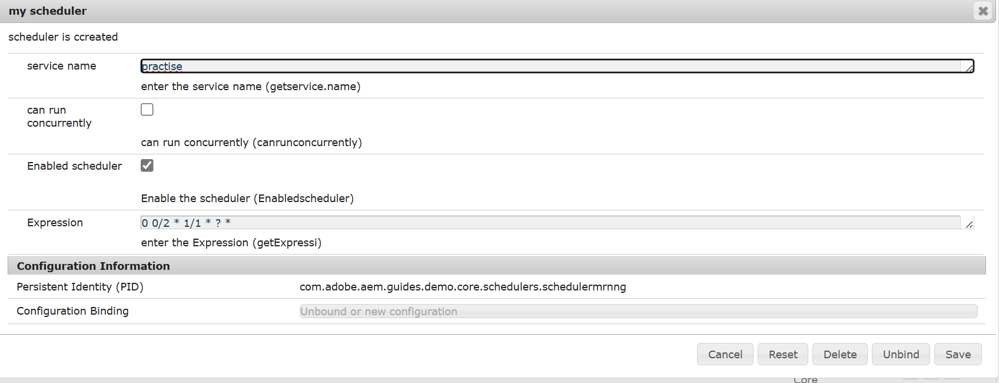 my scheduler
scheduler is ccreated
service name
practise
enter the service name (getservice.name)
can run
concurrently
can run concurrently (canrunconcurrently)
Enabled scheduler
Enable the scheduler (Enabledscheduler)
Expression
0 0/2 * 1/1 * ? *
enter the Expression (getExpressi)
Configuration Information
Persistent Identity (PID) com.adobe.aem.guides.demo.core.schedulers.schedulermrnng
Configuration Binding Unbound or new configuration
Cancel Reset Delete Unbind Save
Core